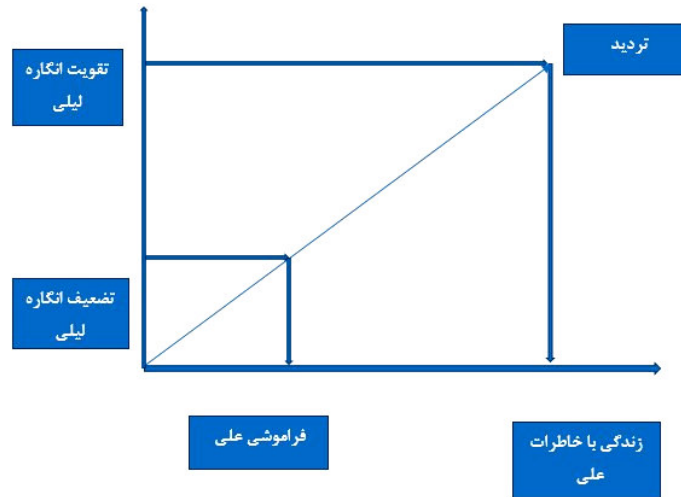 تردید
تقویت انگاره
لیلی
تضعیف انگاره
لیلی
فراموشی علی
زندگی با خاطرات
علی